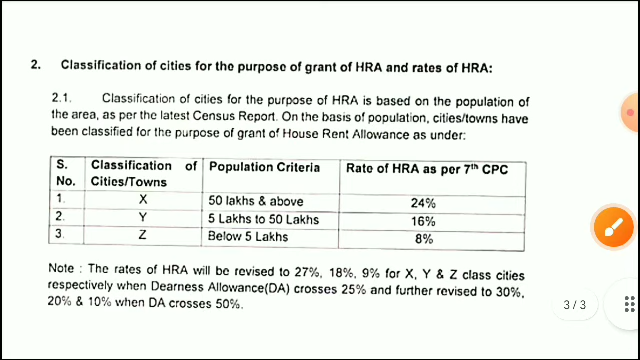 2. Classification of cities for the purpose of grant of HRA and rates of HRA:
2.1. Classification of cities for the purpose of HRA is based on the population of
the area, as per the latest Census Report. On the basis of population, cities/towns have
been classified for the purpose of grant of House Rent Allowance as under:
S. No. Classification of Cities/Towns Population Criteria Rate of HRA as per 7th CPC
1. X 50 lakhs & above 24%
2. Y 5 Lakhs to 50 Lakhs 16%
3. Z Below 5 Lakhs 8%
Note : The rates of HRA will be revised to 27%, 18%, 9% for X, Y & Z class cities
respectively when Dearness Allowance(DA) crosses 25% and further revised to 30%,
20% & 10% when DA crosses 50%.
3 / 3